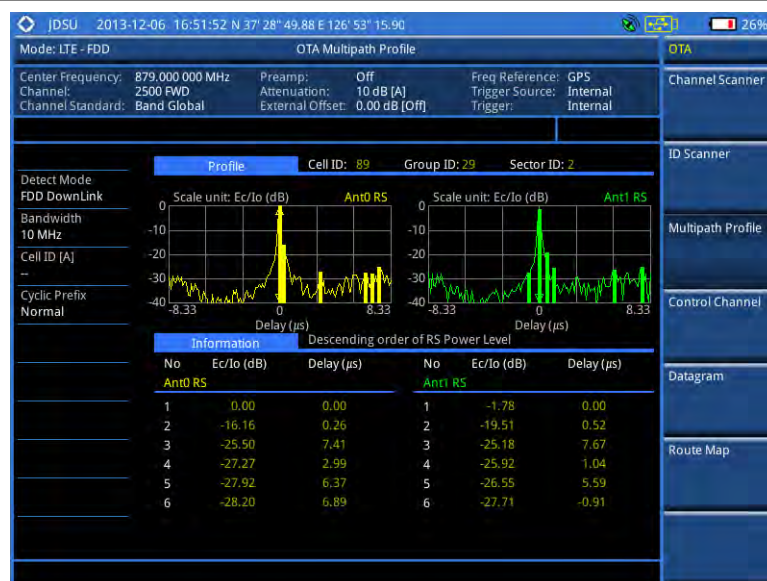 JDSU 2013-12-06 16:51:52 N 37' 28" 49.88 E 126' 53" 15.90 26%
Mode: LTE - FDD OTA Multipath Profile OTA
Center Frequency: 879.000 000 MHz Preamp: Off Freq Reference: GPS
Channel: 2500 FWD Attenuation: 10 dB [A] Trigger Source: Internal
Channel Standard: Band Global External Offset: 0.00 dB [Off] Trigger: Internal
Channel Scanner
ID Scanner
Multipath Profile
Control Channel
Datagram
Route Map
Detect Mode
FDD DownLink
Bandwidth
10 MHz
Cell ID [A]
--
Cyclic Prefix
Normal
Profile Cell ID: 89 Group ID: 29 Sector ID: 2
Scale unit: Ec/Io (dB) Ant0 RS
0
-10
-20
-30
-40
-8.33 0 8.33
Delay (μs)
Scale unit: Ec/Io (dB) Ant1 RS
0
-10
-20
-30
-40
-8.33 0 8.33
Delay (μs)
Information Descending order of RS Power Level
No Ec/Io (dB) Delay (μs) No Ec/Io (dB) Delay (μs)
Ant0 RS Ant1 RS
1 0.00 0.00 1 -1.78 0.00
2 -16.16 0.26 2 -19.51 0.52
3 -25.50 7.41 3 -25.18 7.67
4 -27.27 2.99 4 -25.92 1.04
5 -27.92 6.37 5 -26.55 5.59
6 -28.20 6.89 6 -27.71 -0.91